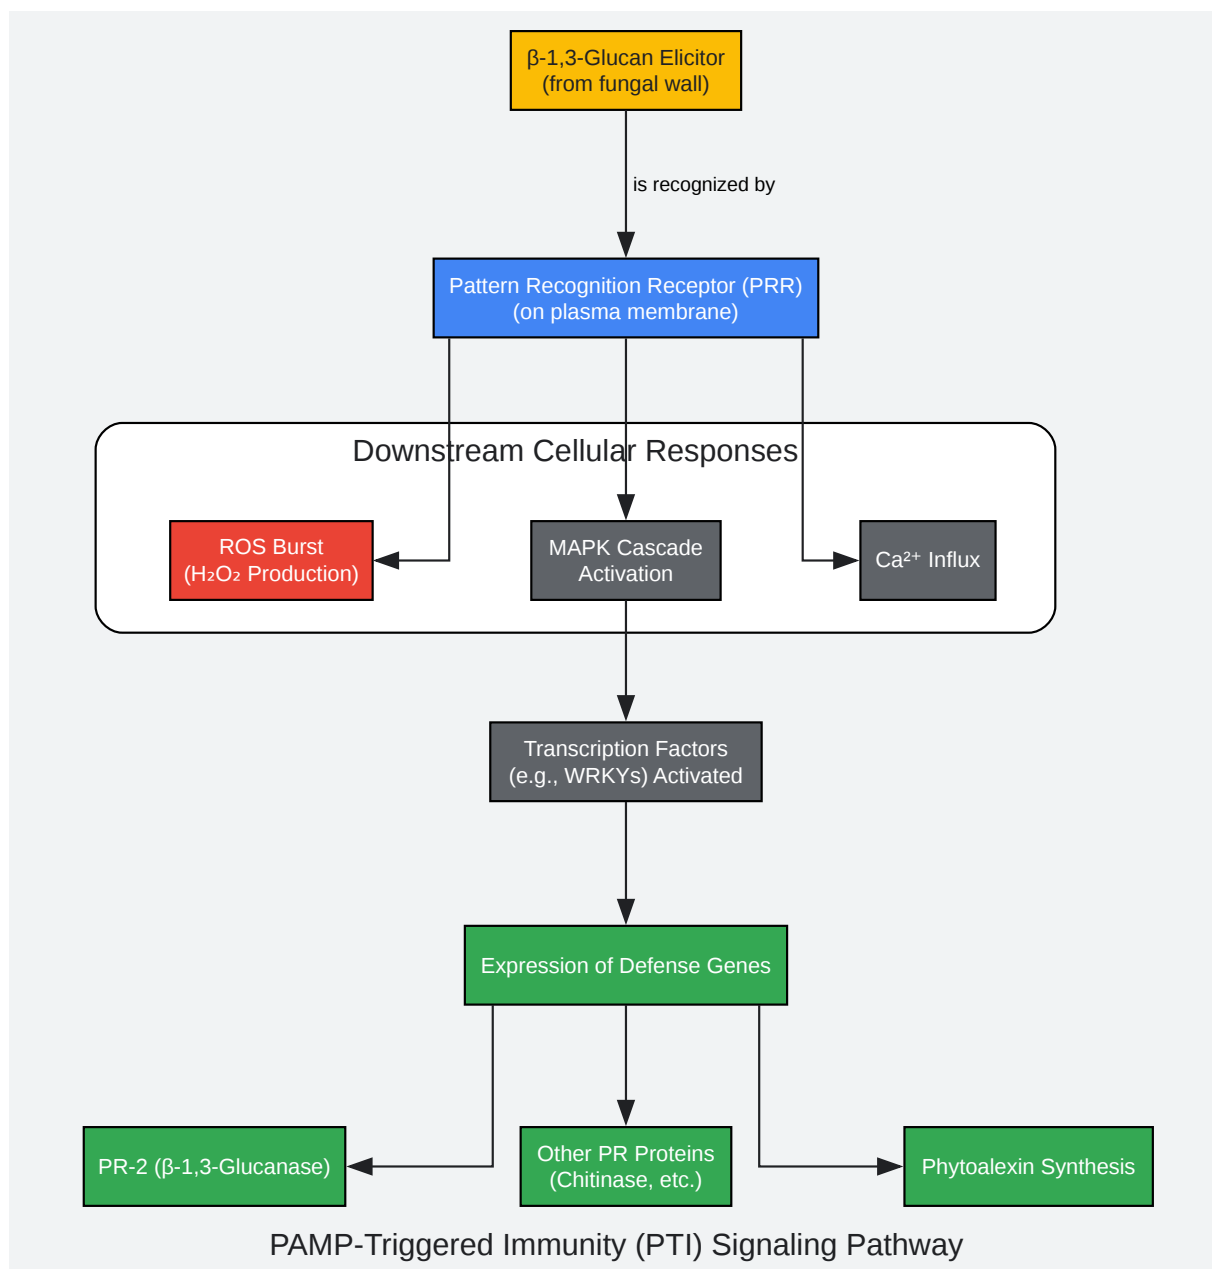 β-1,3-Glucan Elicitor
(from fungal wall)
is recognized by
Pattern Recognition Receptor (PRR)
(on plasma membrane)
Downstream Cellular Responses
ROS Burst
(H₂O₂ Production)
MAPK Cascade
Activation
Ca²⁺ Influx
Transcription Factors
(e.g., WRKYs) Activated
Expression of Defense Genes
PR-2 (β-1,3-Glucanase)
Other PR Proteins
(Chitinase, etc.)
Phytoalexin Synthesis
PAMP-Triggered Immunity (PTI) Signaling Pathway